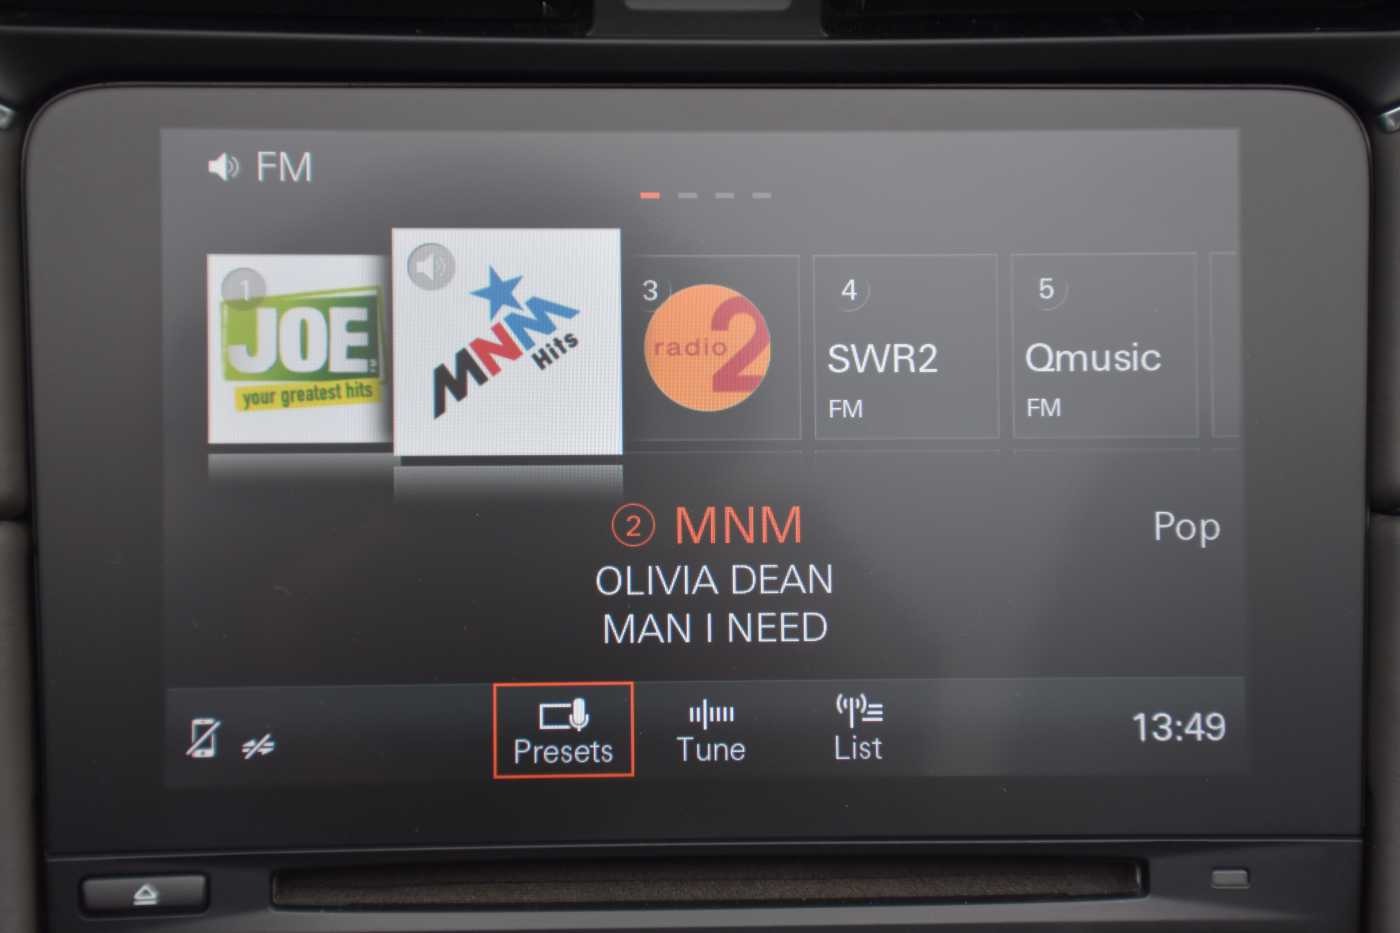 FM
1
JOE
your greatest hits
MNM
Hits
3
radio 2
4
SWR2
FM
5
Qmusic
FM
2 MNM
Pop
OLIVIA DEAN
MAN I NEED
Presets
Tune
List
13:49